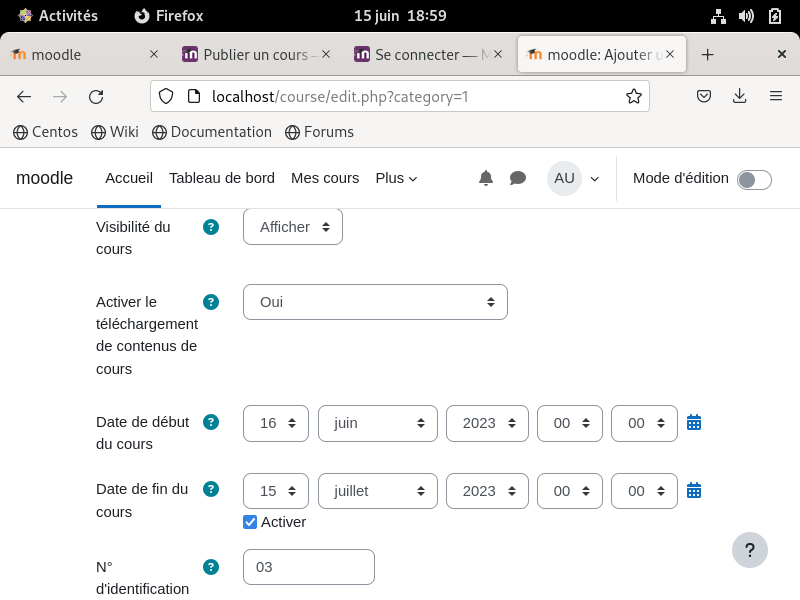 Activités Firefox 15 juin 18:59
moodle Publier un cours — Se connecter — M moodle: Ajouter u
localhost/course/edit.php?category=1
Centos Wiki Documentation Forums
moodle Accueil Tableau de bord Mes cours Plus AU Mode d'édition
Visibilité du ? Afficher
cours
Activer le ? Oui
téléchargement
de contenus de
cours
Date de début ? 16 juin 2023 00 00
du cours
Date de fin du ? 15 juillet 2023 00 00
cours
Activer
?
N° ? 03
d'identification